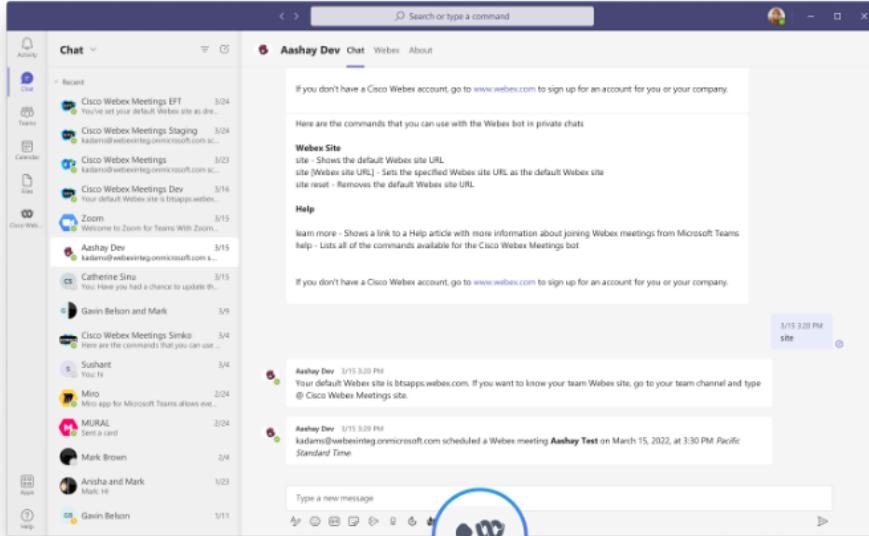 Search or type a command
Activity
Chat
Teams
Calendar
Files
Cisco Web...
Apps
Help
Chat
Recent
Cisco Webex Meetings EFT 3/24
You've set your default Webex site as dre...
Cisco Webex Meetings Staging 3/24
kadams@webexinteg.onmicrosoft.com sc...
Cisco Webex Meetings 3/23
kadams@webexinteg.onmicrosoft.com sc...
Cisco Webex Meetings Dev 3/16
Your default Webex site is btsapps.webex...
Zoom 3/15
Welcome to Zoom for Teams With Zoom...
Aashay Dev 3/15
kadams@webexinteg.onmicrosoft.com s...
CS Catherine Sinu 3/15
You: Have you had a chance to update th...
Gavin Belson and Mark 3/9
Cisco Webex Meetings Simko 3/4
Here are the commands that you can use ...
S Sushant 3/4
You: hi
Miro 2/24
Miro app for Microsoft Teams allows eve...
MURAL 2/24
Sent a card
Mark Brown 2/4
Anisha and Mark 1/23
Mark: Hi
GB Gavin Belson 1/11
Aashay Dev Chat Webex About
If you don't have a Cisco Webex account, go to www.webex.com to sign up for an account for you or your company.
Here are the commands that you can use with the Webex bot in private chats
Webex Site
site - Shows the default Webex site URL
site [Webex site URL] - Sets the specified Webex site URL as the default Webex site
site reset - Removes the default Webex site URL
Help
learn more - Shows a link to a Help article with more information about joining Webex meetings from Microsoft Teams
help - Lists all of the commands available for the Cisco Webex Meetings bot
If you don't have a Cisco Webex account, go to www.webex.com to sign up for an account for you or your company.
3/15 3:20 PM
site
Aashay Dev 3/15 3:20 PM
Your default Webex site is btsapps.webex.com. If you want to know your team Webex site, go to your team channel and type
@ Cisco Webex Meetings site.
Aashay Dev 3/15 3:29 PM
kadams@webexinteg.onmicrosoft.com scheduled a Webex meeting Aashay Test on March 15, 2022, at 3:30 PM Pacific
Standard Time.
Type a new message